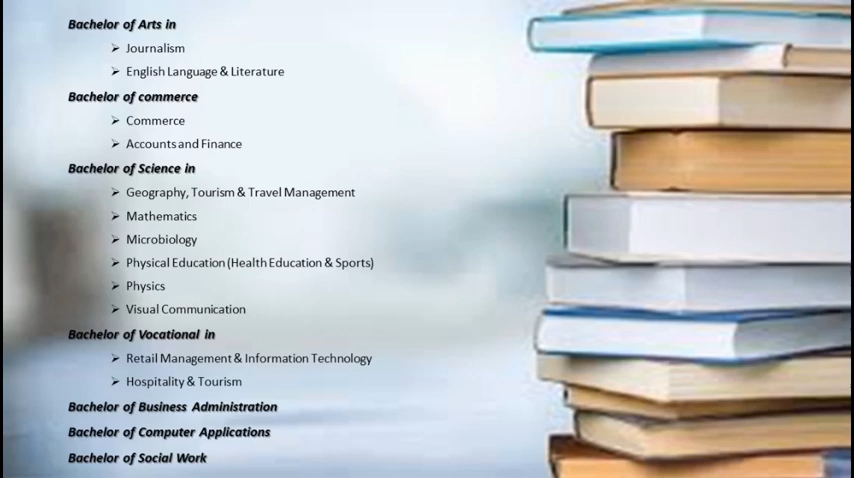 Bachelor of Arts in
➢ Journalism
➢ English Language & Literature
Bachelor of commerce
➢ Commerce
➢ Accounts and Finance
Bachelor of Science in
➢ Geography, Tourism & Travel Management
➢ Mathematics
➢ Microbiology
➢ Physical Education (Health Education & Sports)
➢ Physics
➢ Visual Communication
Bachelor of Vocational in
➢ Retail Management & Information Technology
➢ Hospitality & Tourism
Bachelor of Business Administration
Bachelor of Computer Applications
Bachelor of Social Work